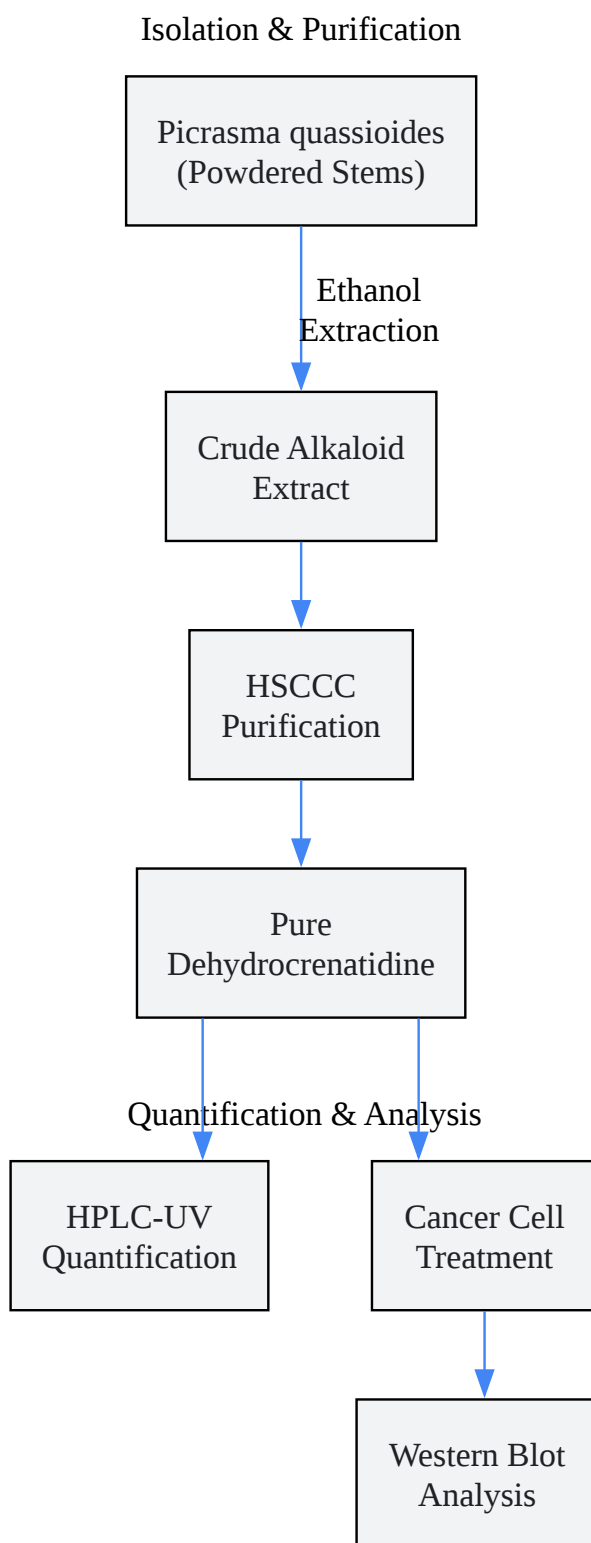 Isolation & Purification
Picrasma quassioides
(Powdered Stems)
Ethanol
Extraction
Crude Alkaloid
Extract
HSCCC
Purification
Pure
Dehydrocrenatidine
Quantification & Analysis
HPLC-UV
Quantification
Cancer Cell
Treatment
Western Blot
Analysis